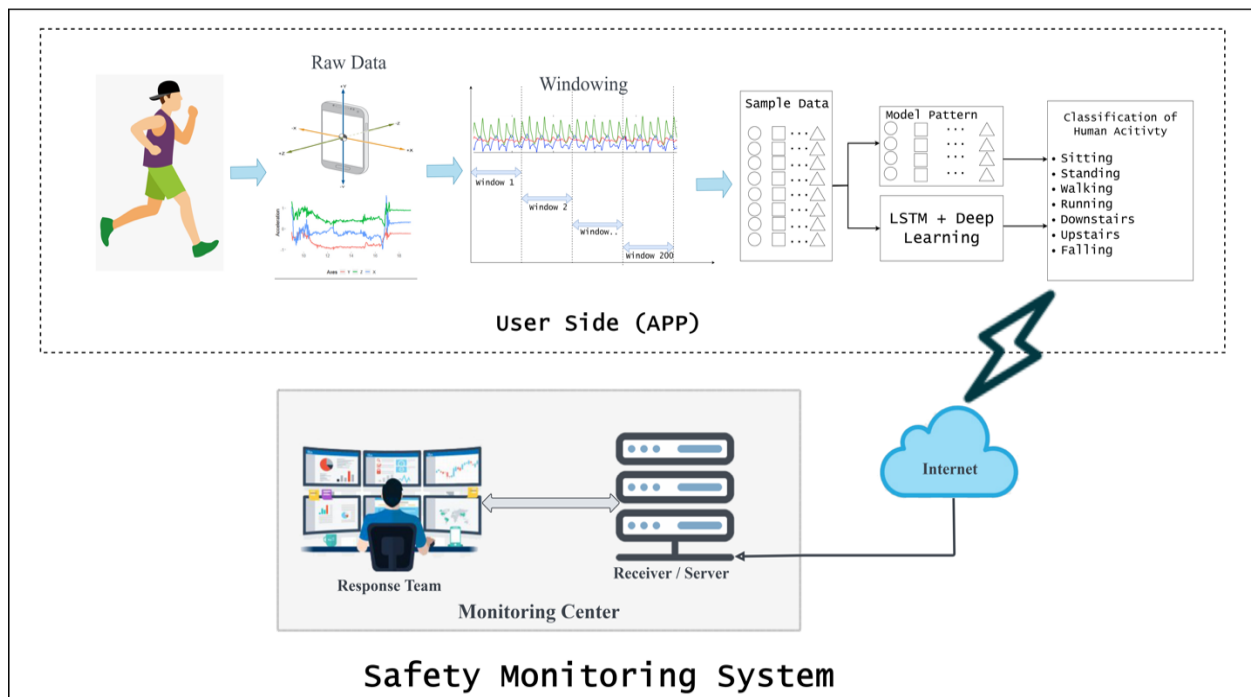 Raw Data
+Y
-Z
-X
+X
+Z
-Y
Acceleration
Axes
Windowing
Window 1
Window 2
Window..
Window 200
Sample Data
Model Pattern
LSTM + Deep
Learning
Classification of
Human Acitivty
• Sitting
• Standing
• Walking
• Running
• Downstairs
• Upstairs
• Falling
User Side (APP)
Internet
Response Team
Receiver / Server
Monitoring Center
Safety Monitoring System